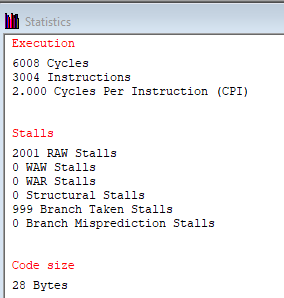 Statistics
Execution
6008 Cycles
3004 Instructions
2.000 Cycles Per Instruction (CPI)
Stalls
2001 RAW Stalls
0 WAW Stalls
0 WAR Stalls
0 Structural Stalls
999 Branch Taken Stalls
0 Branch Misprediction Stalls
Code size
28 Bytes